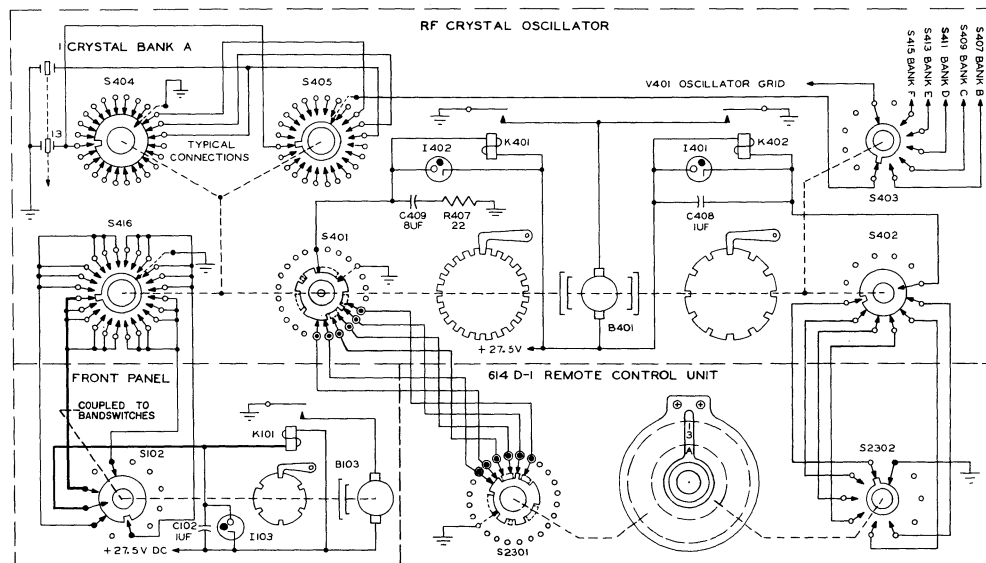 RF CRYSTAL OSCILLATOR
1 CRYSTAL BANK A
S404
S405
13
TYPICAL
CONNECTIONS
V401 OSCILLATOR GRID
S415 BANK F
S413 BANK E
S411 BANK D
S409 BANK C
S407 BANK B
S403
I402
K401
C409
8UF
R407
22
I401
K402
C408
1UF
S416
S401
S402
B401
+27.5V
FRONT PANEL
COUPLED TO
BANDSWITCHES
S102
K101
B103
C102
1UF
I103
+27.5V DC
614 D-1 REMOTE CONTROL UNIT
S2301
13
A
S2302